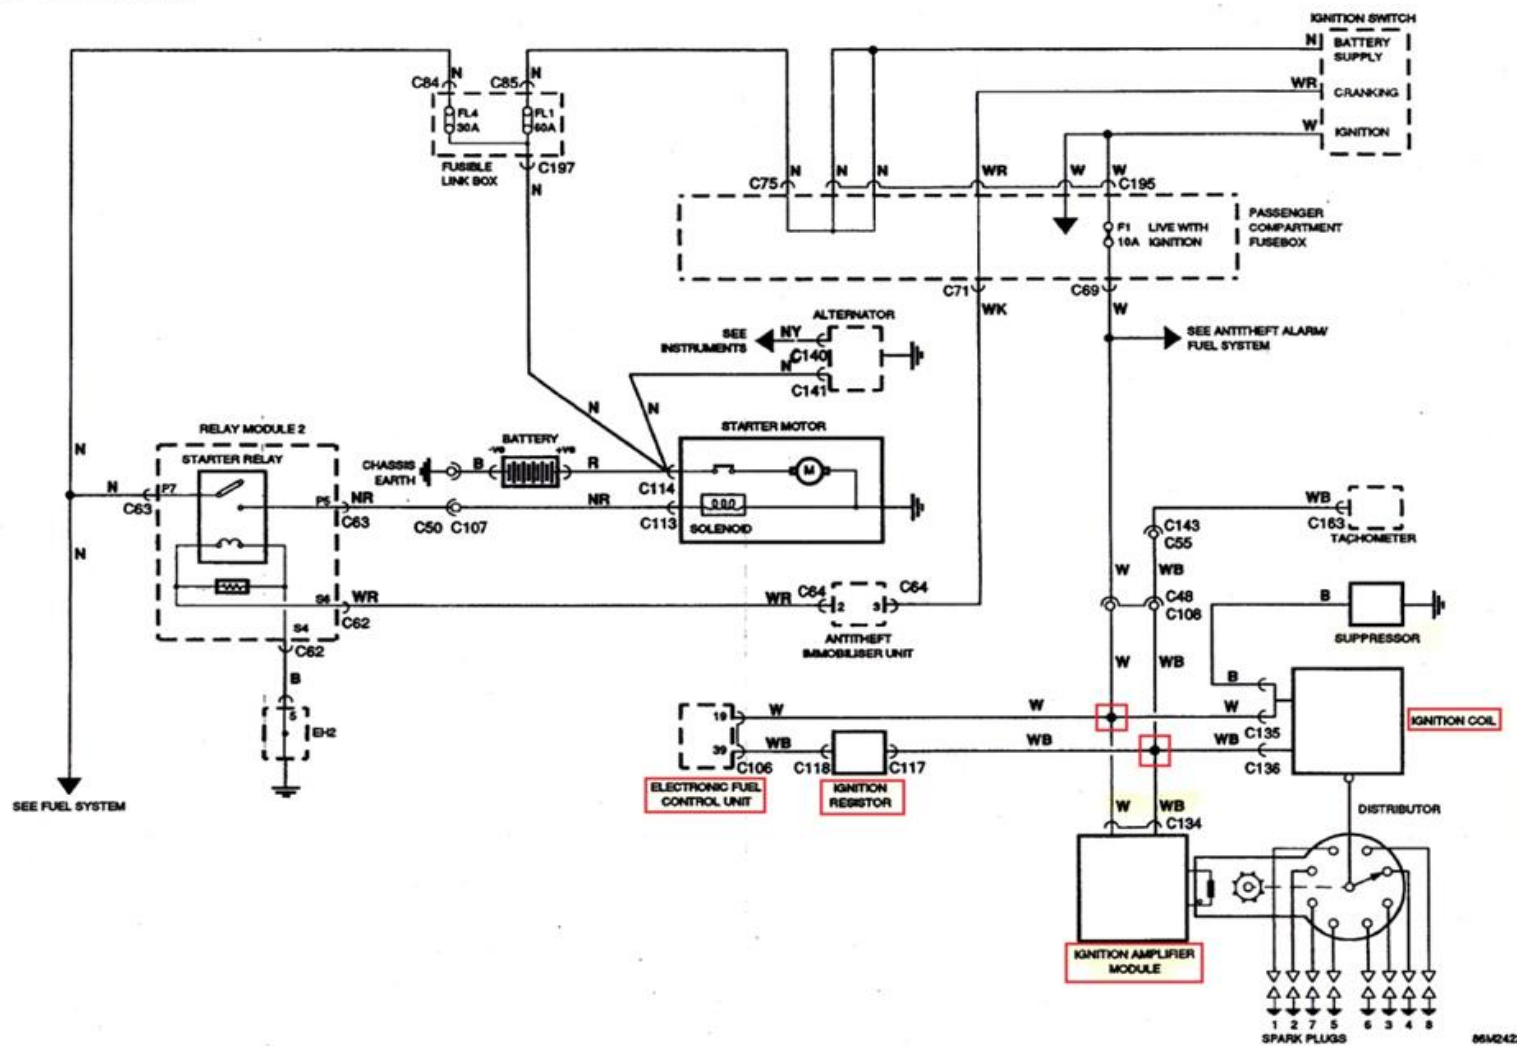 IGNITION SWITCH
N
BATTERY
SUPPLY
WR
CRANKING
W
IGNITION
C84
N
C85
N
FL4
30A
FL1
60A
FUSIBLE
LINK BOX
C197
N
C75
N
N
N
WR
W
W
C195
F1
10A
LIVE WITH
IGNITION
PASSENGER
COMPARTMENT
FUSEBOX
C71
WK
C69
W
SEE ANTITHEFT ALARM/
FUEL SYSTEM
ALTERNATOR
SEE
INSTRUMENTS
NY
C140
N
C141
N
N
RELAY MODULE 2
STARTER RELAY
N
N
C63
P7
P5
NR
C63
CHASSIS
EARTH
B
BATTERY
-VE
+VE
R
C114
STARTER MOTOR
M
C50
C107
NR
C113
SOLENOID
N
S6
WR
C62
S4
C62
B
5
EH2
SEE FUEL SYSTEM
WR
C64
2
3
C64
ANTITHEFT
IMMOBILISER UNIT
WB
C163
TACHOMETER
C143
C55
W
WB
C48
C108
W
WB
B
SUPPRESSOR
B
W
C135
WB
C136
IGNITION COIL
19
39
W
W
WB
C106
C118
C117
WB
ELECTRONIC FUEL
CONTROL UNIT
IGNITION
RESISTOR
W
WB
C134
IGNITION AMPLIFIER
MODULE
DISTRIBUTOR
1 2 7 5 6 3 4 8
SPARK PLUGS